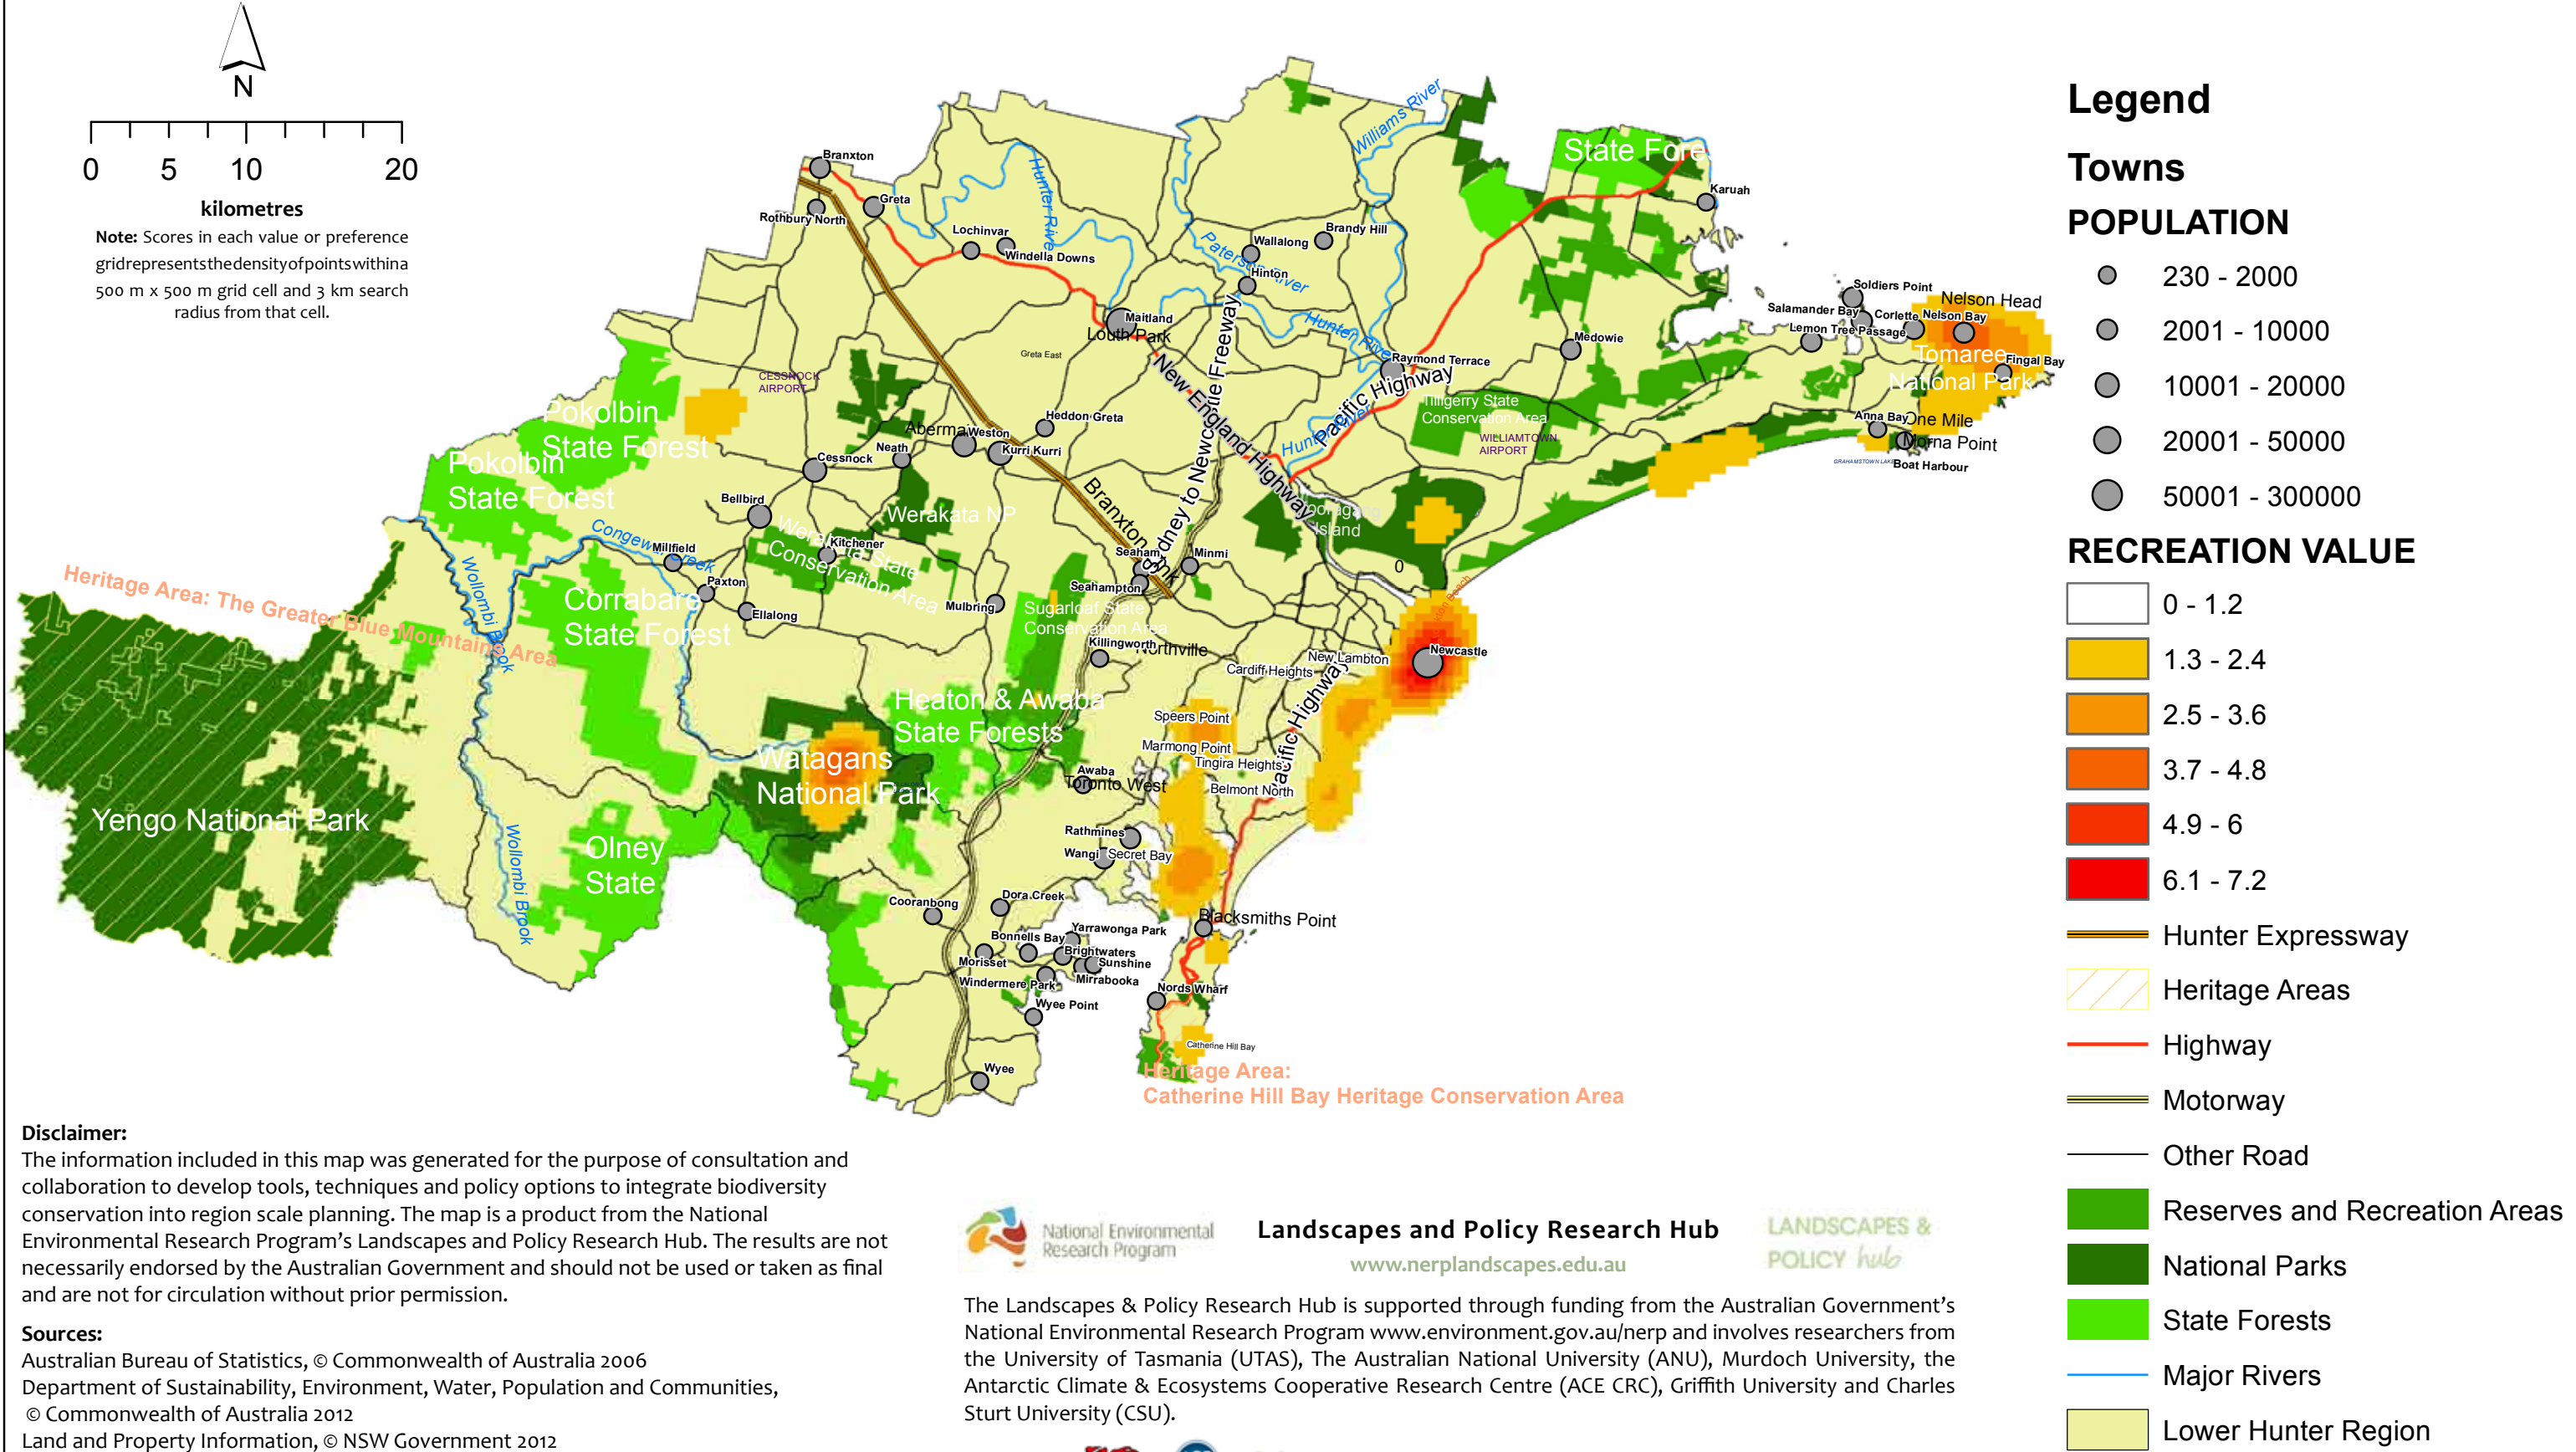 N
0 5 10 20
kilometres
Note: Scores in each value or preference
gridrepresentsthedensityofpointswithina
500 m x 500 m grid cell and 3 km search
radius from that cell.
Branxton
Rothbury North
Greta
Lochinvar
Windella Downs
Hunter River
Williams River
State Fore
Karuah
Wallalong
Brandy Hill
Paterson River
Hinton
Maitland
Louth Park
Greta East
Hunter River
Raymond Terrace
Medowie
Soldiers Point
Nelson Head
Salamander Bay
Corlette
Nelson Bay
Lemon Tree Passage
Tomaree
National Park
Fingal Bay
Anna Bay
One Mile
Morna Point
Boat Harbour
GRAHAMSTOWN LAKE
CESSNOCK
AIRPORT
New England Highway
Pacific Highway
Hunter River
Tilligerry State
Conservation Area
WILLIAMTOWN
AIRPORT
Pokolbin
State Forest
Pokolbin
State Forest
Heddon Greta
Aberma
Weston
Kurri Kurri
Neath
Cessnock
Bellbird
Werakata NP
Werakata State
Conservation Area
Kitchener
Branxton
Sydney to Newcastle Freeway
Island
0
Congewai Creek
Millfield
Paxton
Ellalong
Seaham
Minmi
Seahampton
Mulbring
Sugarloaf State
Conservation Area
Killingworth
Northville
Heritage Area: The Greater Blue Mountains Area
Wollombi Brook
Corrabare
State Forest
New Lambton
Newcastle
Cardiff Heights
Pacific Highway
Heaton & Awaba
State Forests
Speers Point
Marmong Point
Tingira Heights
Belmont North
Watagans
National Park
Awaba
Toronto West
Yengo National Park
Olney
State
Wollombi Brook
Rathmines
Wangi
Secret Bay
Cooranbong
Dora Creek
Blacksmiths Point
Yarrawonga Park
Bonnells Bay
Brightwaters
Morisset
Sunshine
Mirrabooka
Windermere Park
Nords Wharf
Wyee Point
Wyee
Catherine Hill Bay
Heritage Area:
Catherine Hill Bay Heritage Conservation Area
Legend
Towns
POPULATION
230 - 2000
2001 - 10000
10001 - 20000
20001 - 50000
50001 - 300000
RECREATION VALUE
0 - 1.2
1.3 - 2.4
2.5 - 3.6
3.7 - 4.8
4.9 - 6
6.1 - 7.2
Hunter Expressway
Heritage Areas
Highway
Motorway
Other Road
Reserves and Recreation Areas
National Parks
State Forests
Major Rivers
Lower Hunter Region
Disclaimer:
The information included in this map was generated for the purpose of consultation and
collaboration to develop tools, techniques and policy options to integrate biodiversity
conservation into region scale planning. The map is a product from the National
Environmental Research Program's Landscapes and Policy Research Hub. The results are not
necessarily endorsed by the Australian Government and should not be used or taken as final
and are not for circulation without prior permission.
Sources:
Australian Bureau of Statistics, © Commonwealth of Australia 2006
Department of Sustainability, Environment, Water, Population and Communities,
© Commonwealth of Australia 2012
Land and Property Information, © NSW Government 2012
National Environmental
Research Program
Landscapes and Policy Research Hub
www.nerplandscapes.edu.au
LANDSCAPES &
POLICY hub
The Landscapes & Policy Research Hub is supported through funding from the Australian Government's
National Environmental Research Program www.environment.gov.au/nerp and involves researchers from
the University of Tasmania (UTAS), The Australian National University (ANU), Murdoch University, the
Antarctic Climate & Ecosystems Cooperative Research Centre (ACE CRC), Griffith University and Charles
Sturt University (CSU).